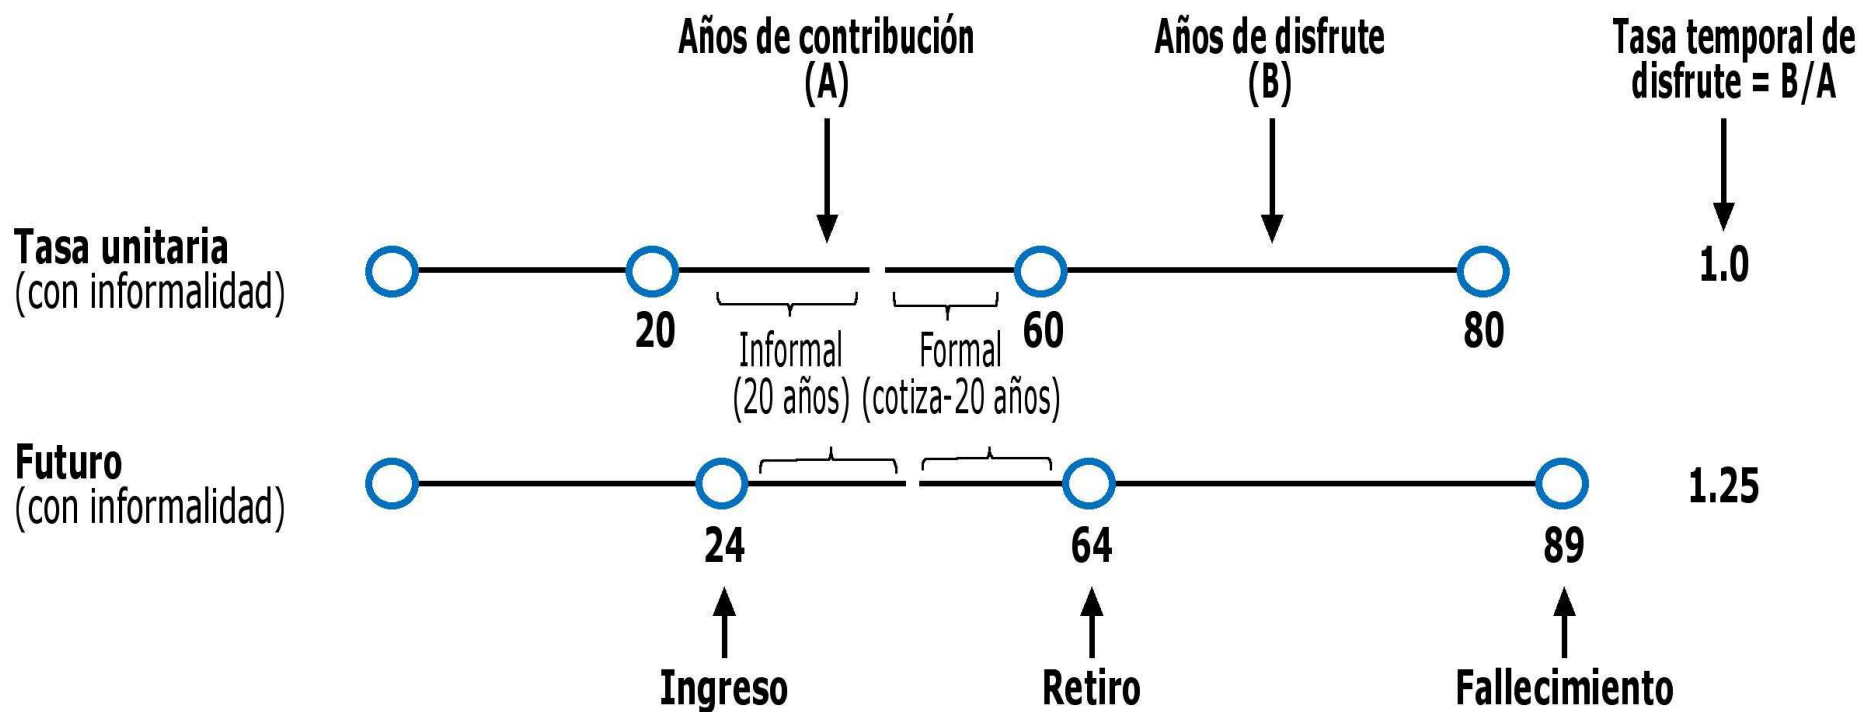 Años de contribución
(A)
Años de disfrute
(B)
Tasa temporal de
disfrute = B/A
Tasa unitaria
(con informalidad)
1.0
20
60
80
Informal
(20 años)
Formal
(cotiza-20 años)
Futuro
(con informalidad)
1.25
24
64
89
Ingreso
Retiro
Fallecimiento